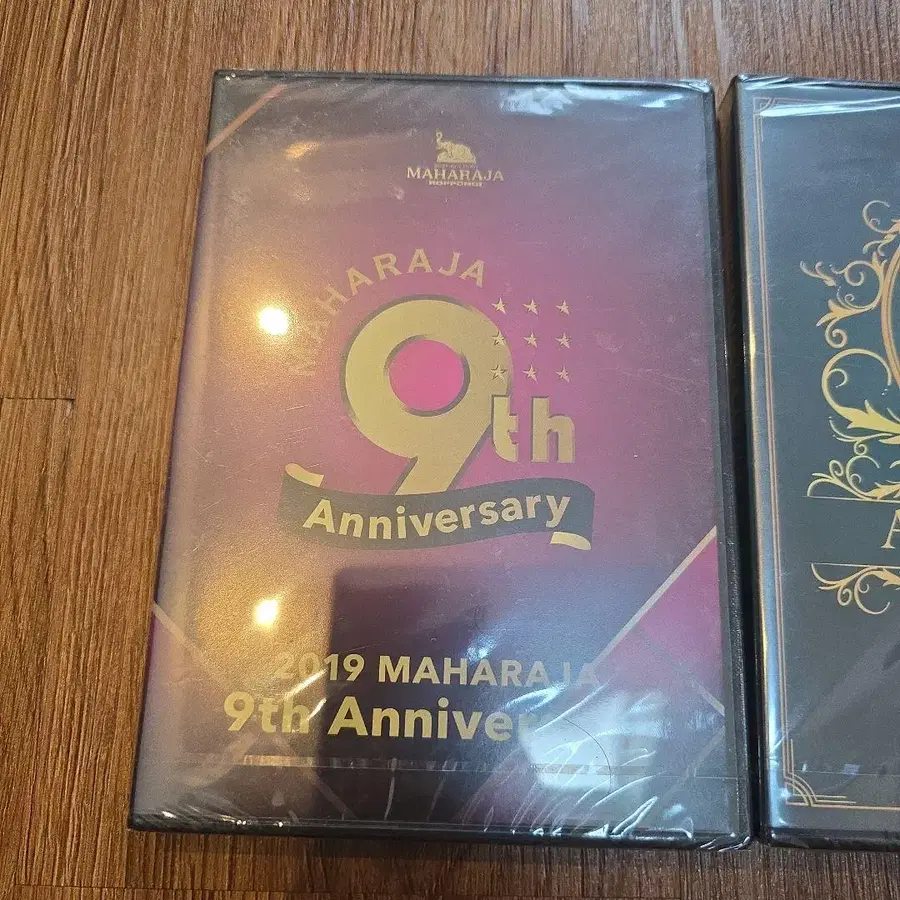 MAHARAJA
ROPPONGI
MAHARAJA
9th
Anniversary
2019 MAHARAJA
9th Anniver
A